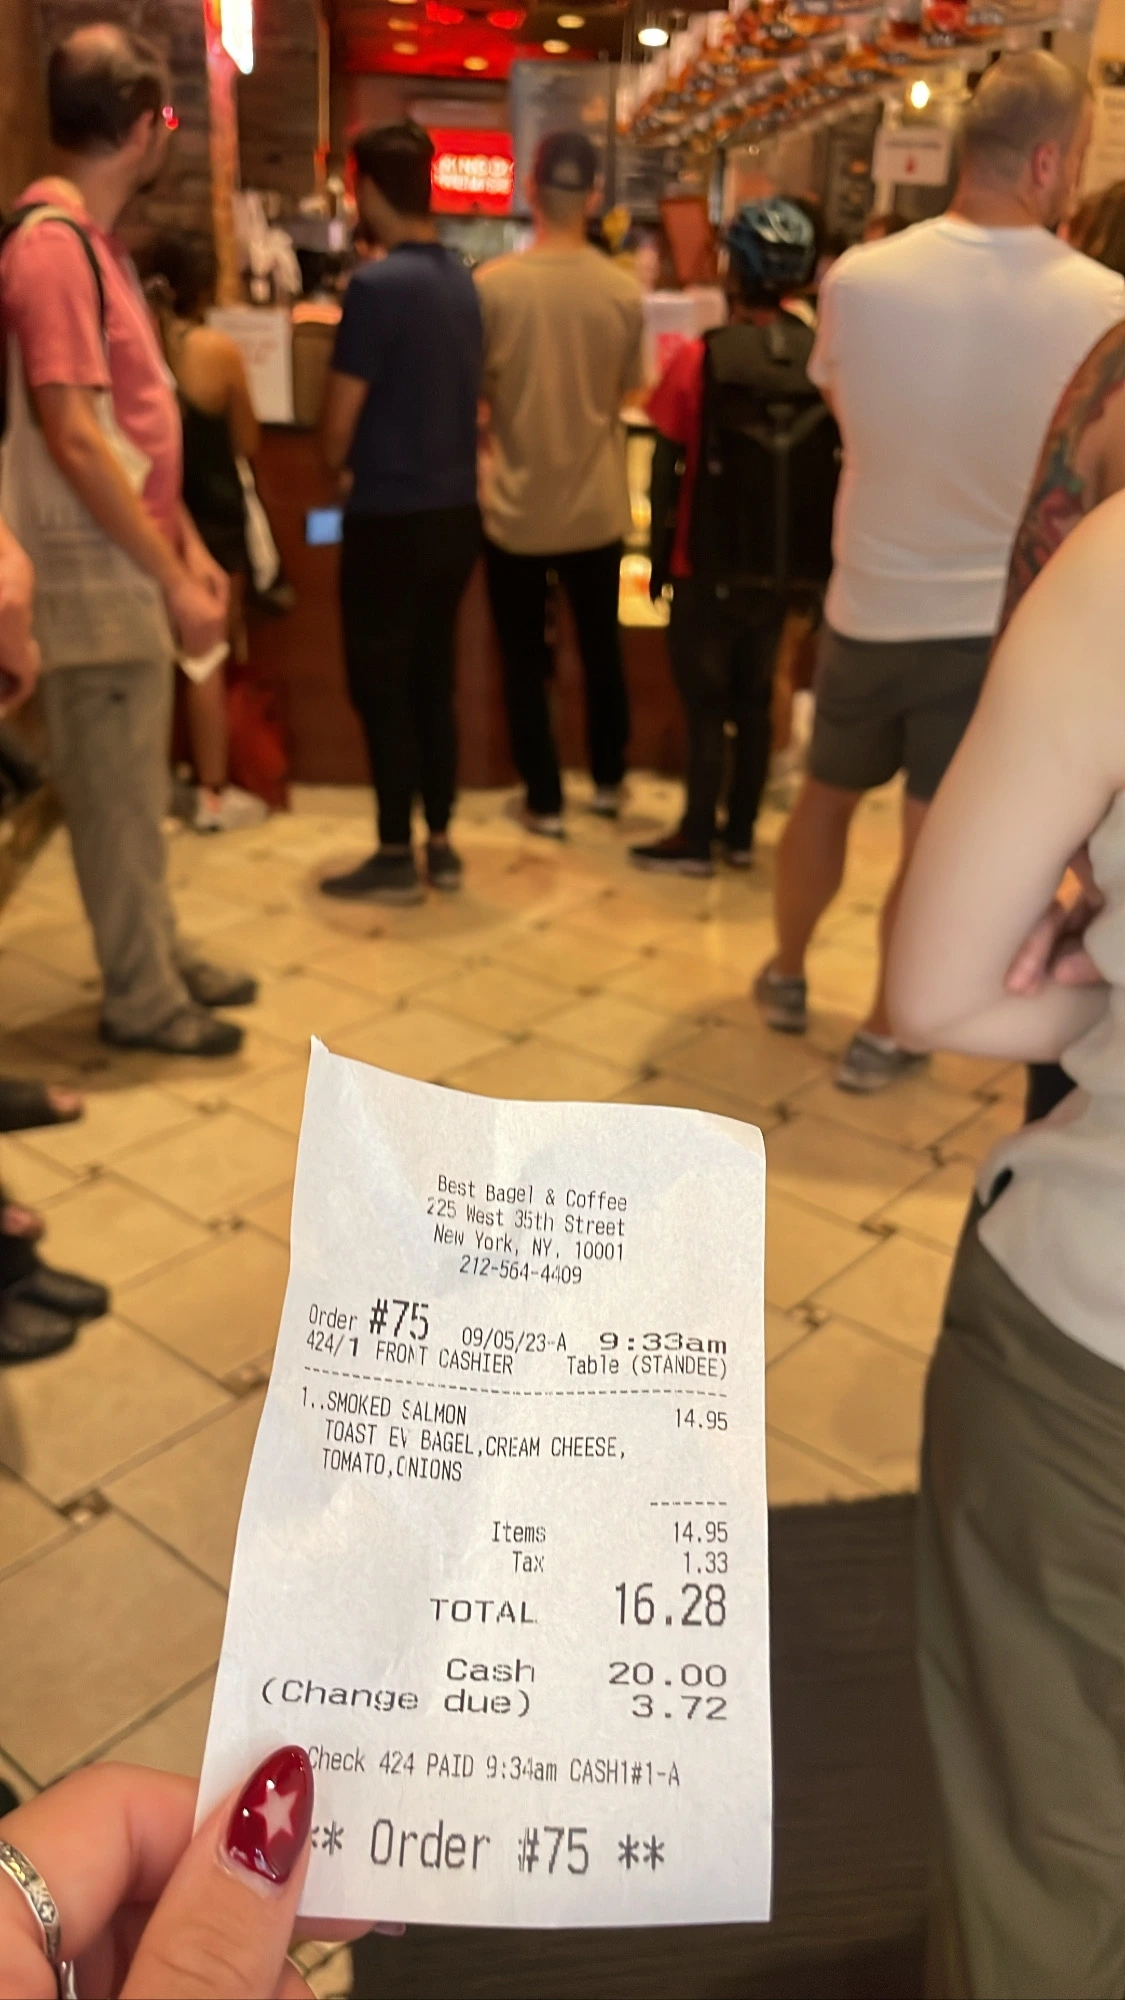 Best Bagel & Coffee
225 West 35th Street
New York, NY, 10001
212-564-4409
Order #75 09/05/23-A 9:33am
424/1 FRONT CASHIER Table (STANDEE)
--------------------------------
1..SMOKED SALMON 14.95
TOAST EV BAGEL,CREAM CHEESE,
TOMATO,ONIONS
-------
Items 14.95
Tax 1.33
TOTAL 16.28
Cash 20.00
(Change due) 3.72
Check 424 PAID 9:34am CASH1#1-A
** Order #75 **